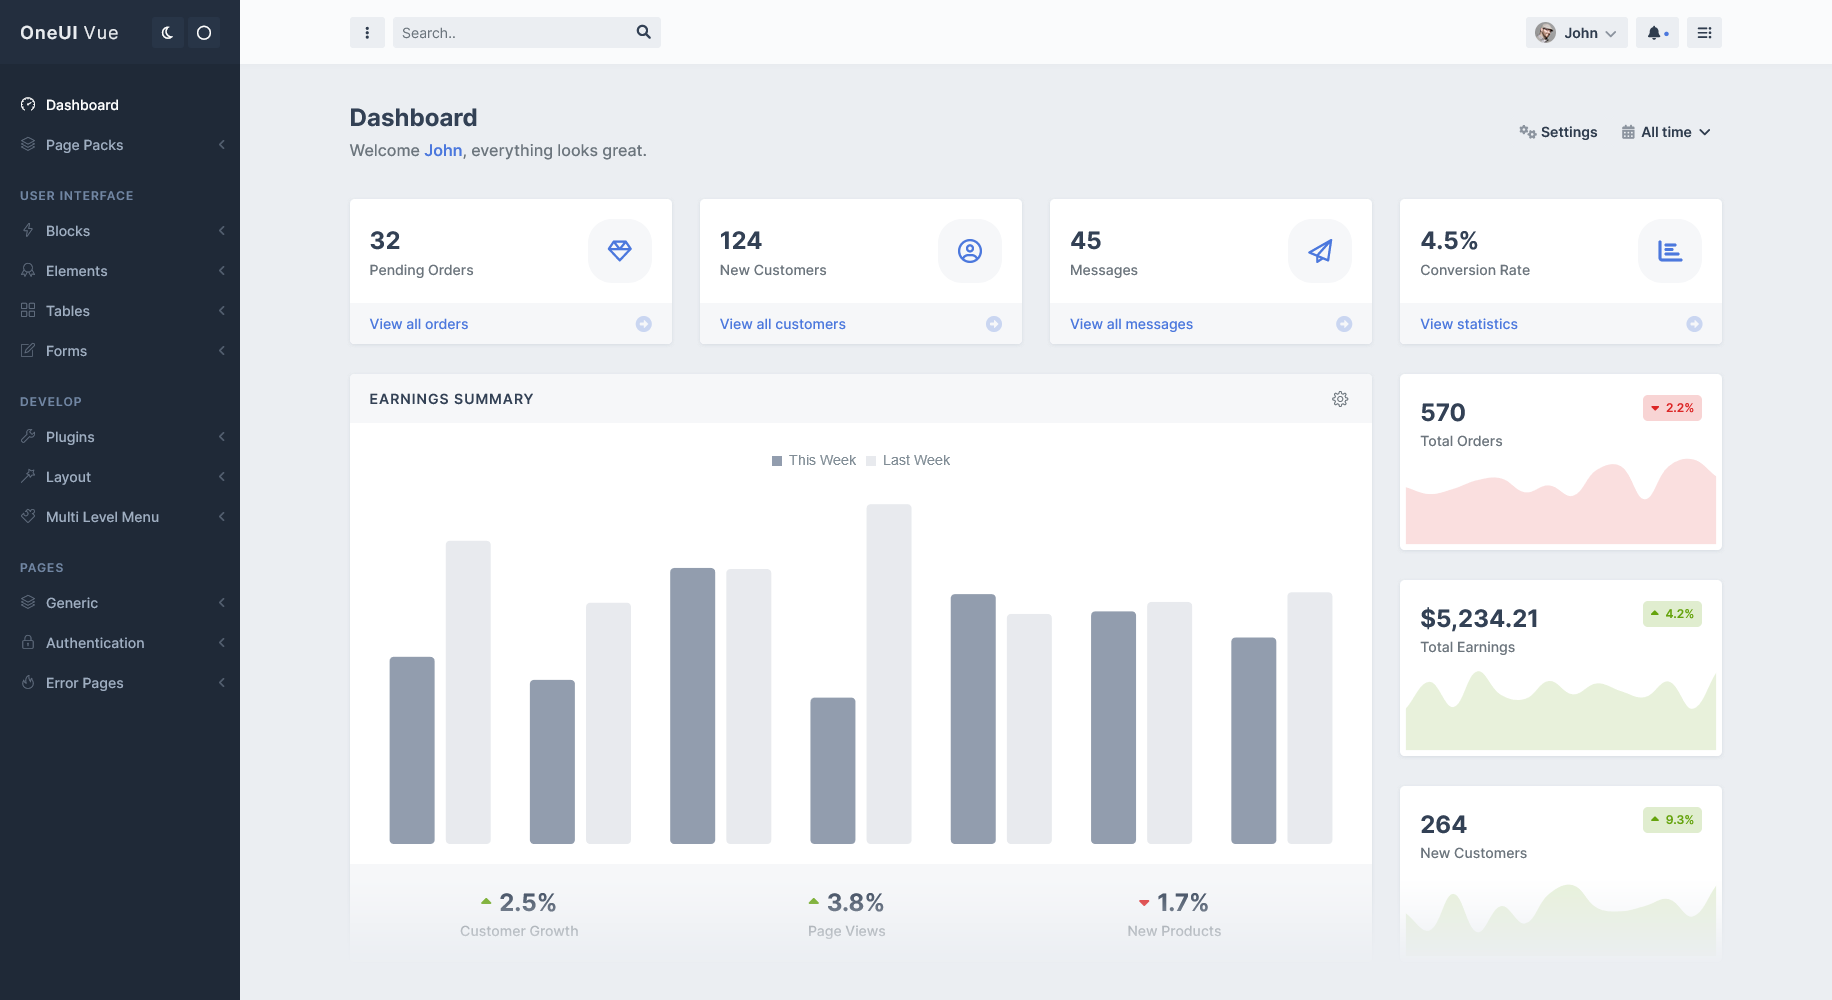 OneUI Vue
Search..
John
Dashboard
Page Packs
USER INTERFACE
Blocks
Elements
Tables
Forms
DEVELOP
Plugins
Layout
Multi Level Menu
PAGES
Generic
Authentication
Error Pages
Dashboard
Welcome John, everything looks great.
Settings
All time
32
Pending Orders
View all orders
124
New Customers
View all customers
45
Messages
View all messages
4.5%
Conversion Rate
View statistics
EARNINGS SUMMARY
This Week
Last Week
2.5%
Customer Growth
3.8%
Page Views
1.7%
New Products
570
2.2%
Total Orders
$5,234.21
4.2%
Total Earnings
264
9.3%
New Customers